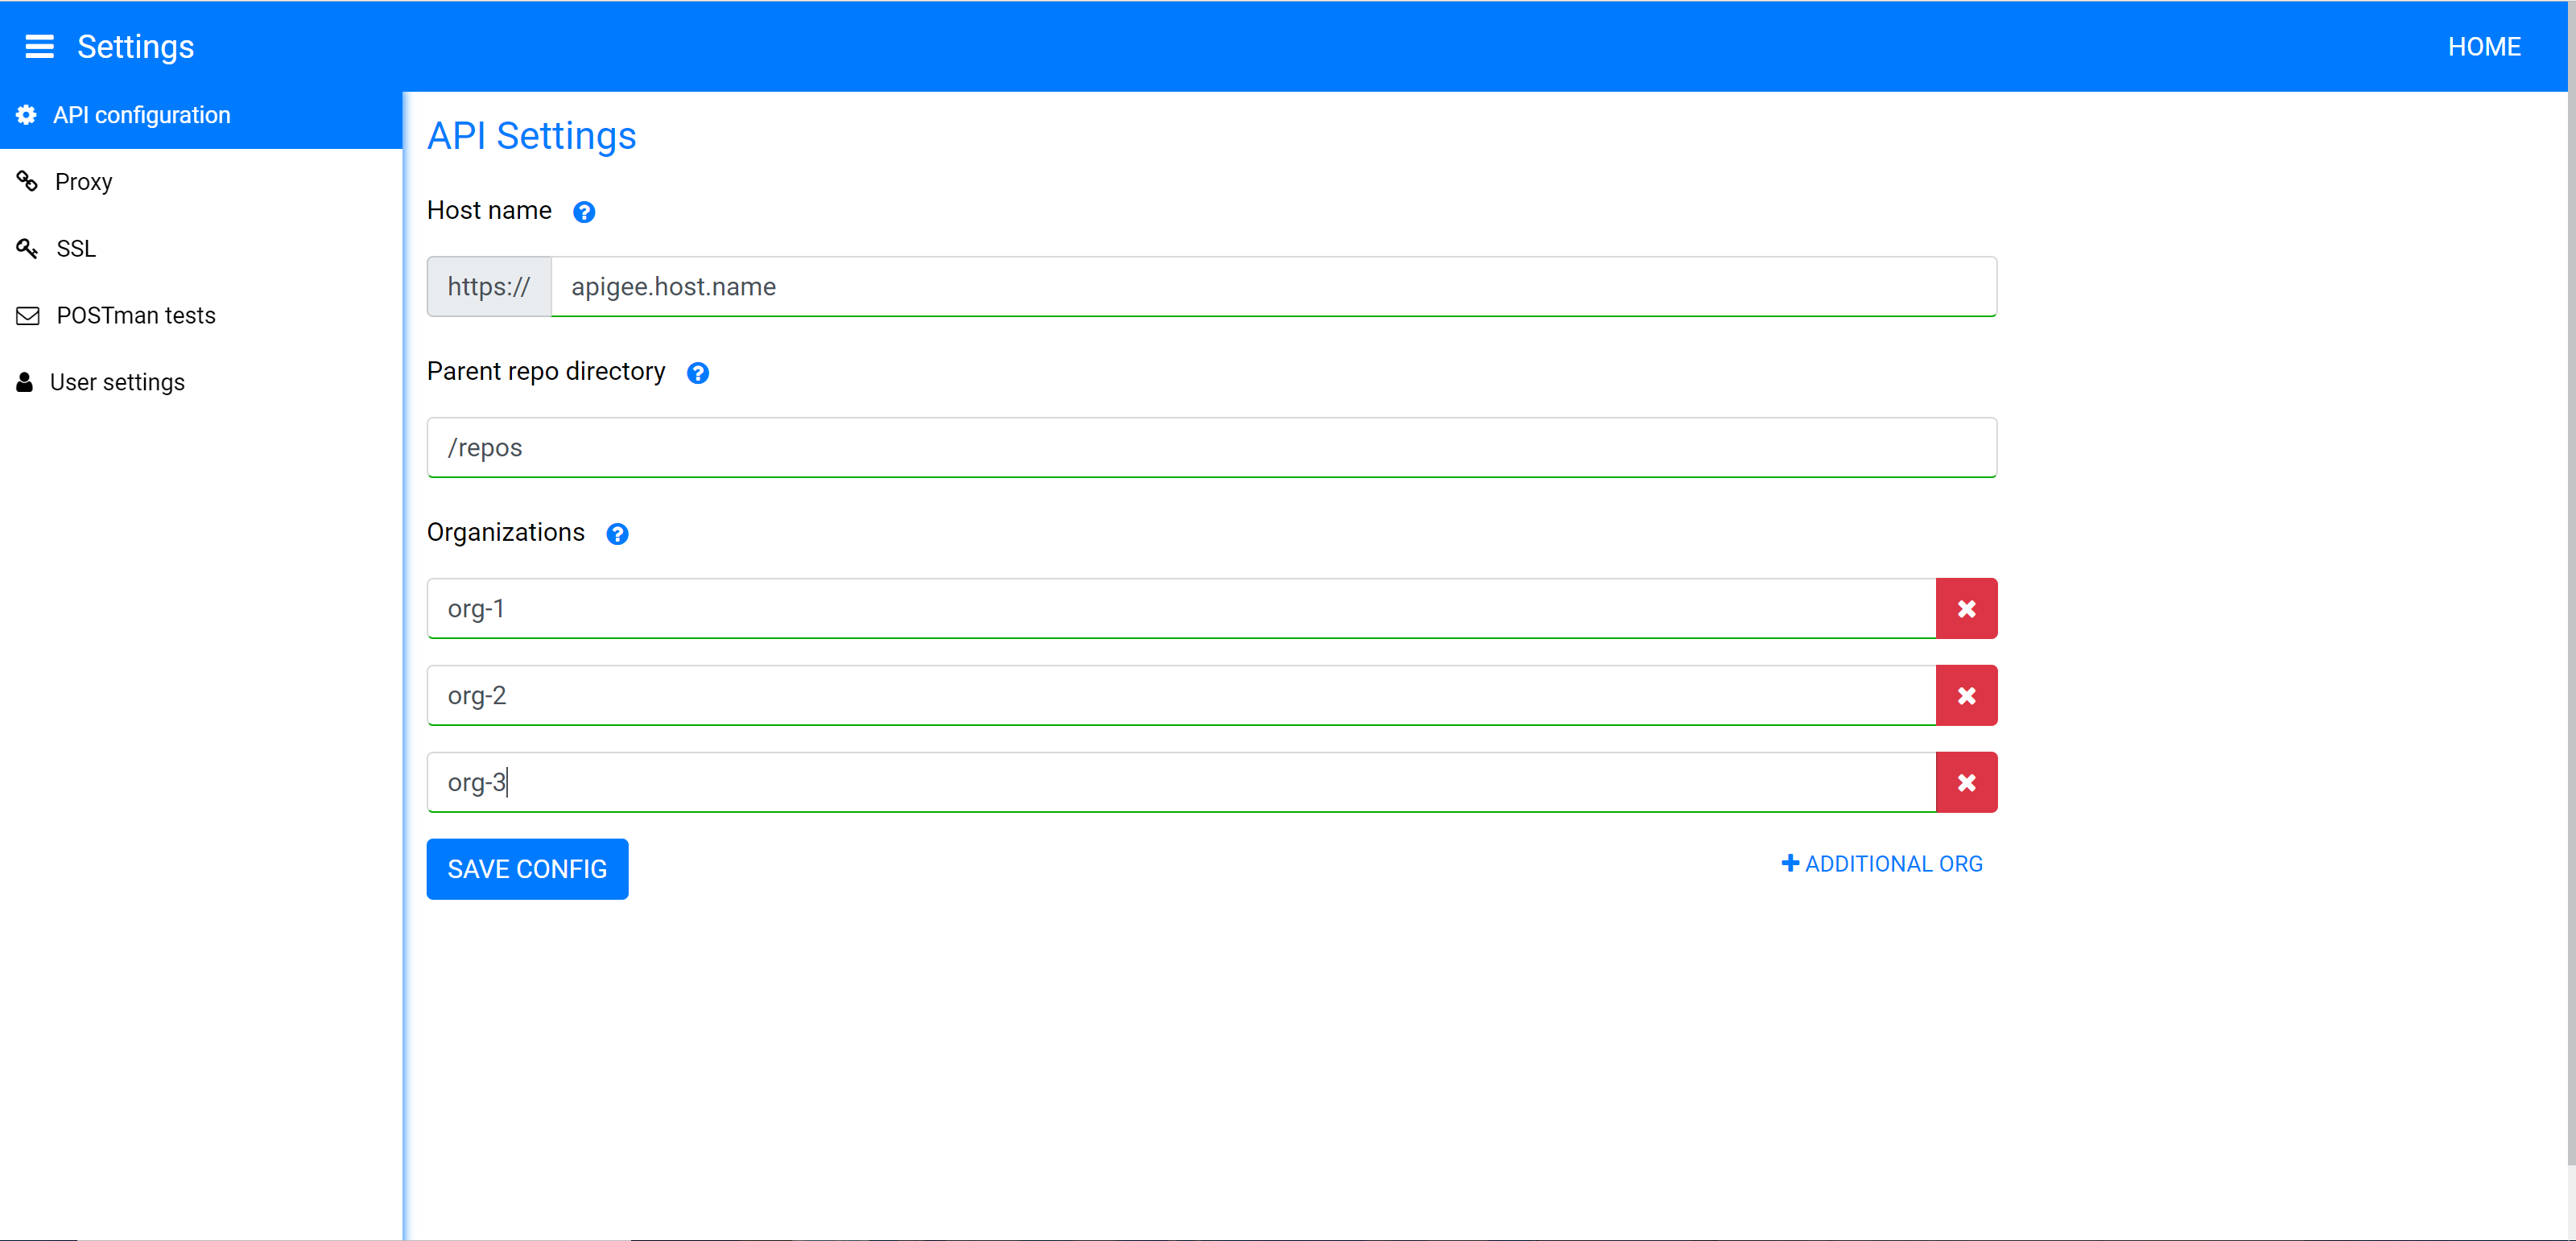 Settings
HOME
API configuration
Proxy
SSL
POSTman tests
User settings
API Settings
Host name
https:// apigee.host.name
Parent repo directory
/repos
Organizations
org-1
org-2
org-3
SAVE CONFIG
ADDITIONAL ORG